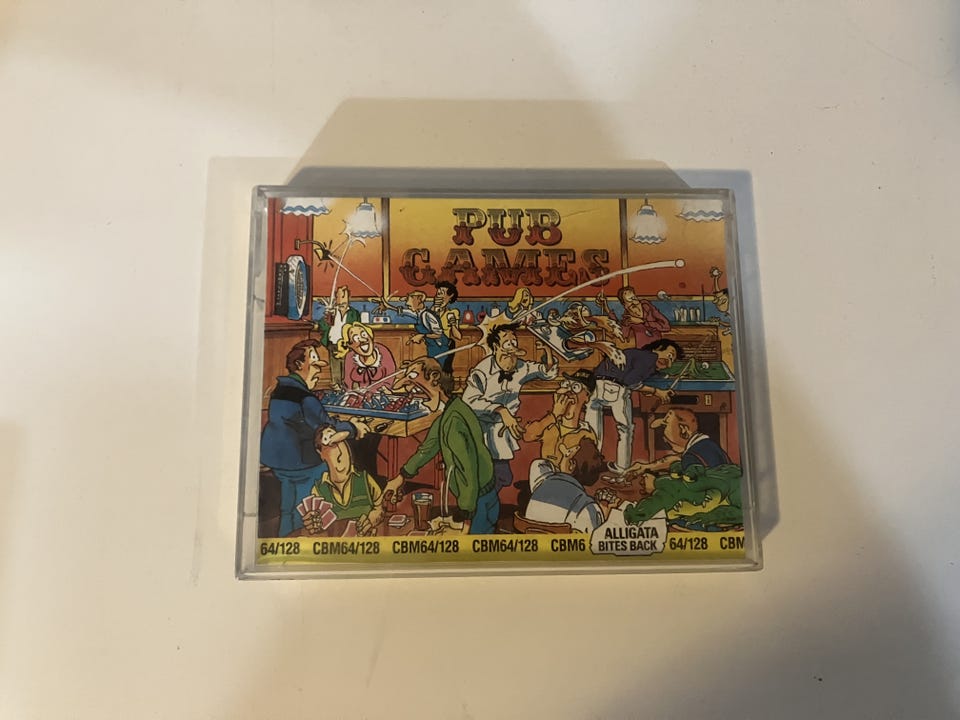 PUB
GAMES
64/128 CBM64/128 CBM64/128 CBM64/128 CBM6
ALLIGATA
BITES BACK
64/128 CBM